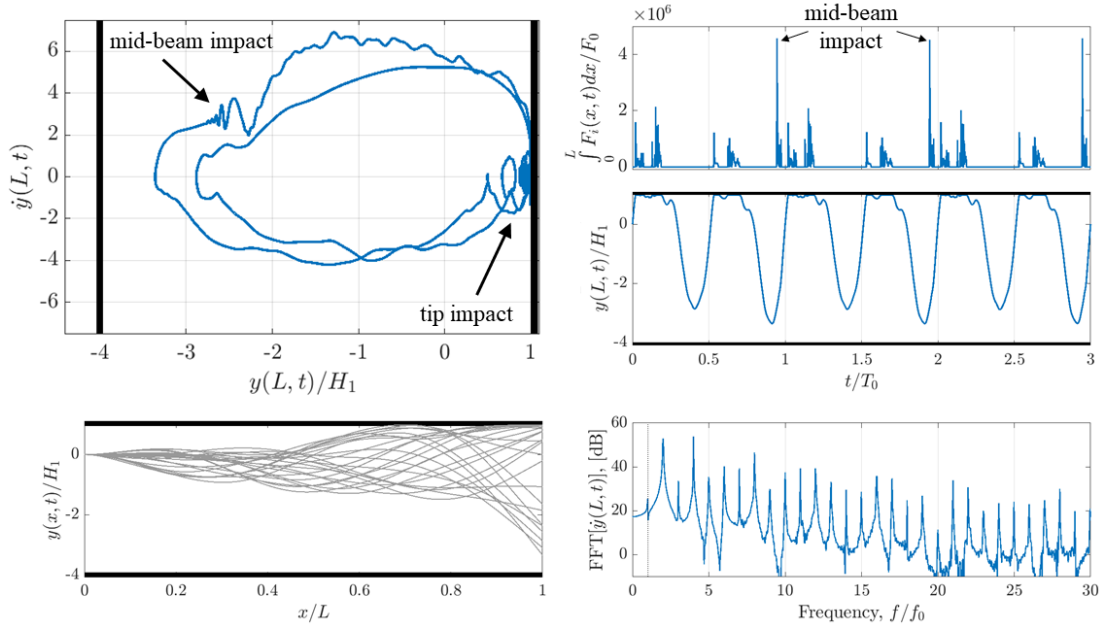 mid-beam impact
tip impact
ẏ(L, t)
6
4
2
0
-2
-4
-6
-4 -3 -2 -1 0 1
y(L, t)/H₁
×10⁶
mid-beam
impact
∫₀ᴸ Fᵢ(x, t)dx/F₀
4
2
0
y(L, t)/H₁
0
-2
-4
0 0.5 1 1.5 2 2.5 3
t/T₀
y(x, t)/H₁
0
-2
-4
0 0.2 0.4 0.6 0.8 1
x/L
FFT[ẏ(L, t)], [dB]
60
40
20
0
0 5 10 15 20 25 30
Frequency, f/f₀